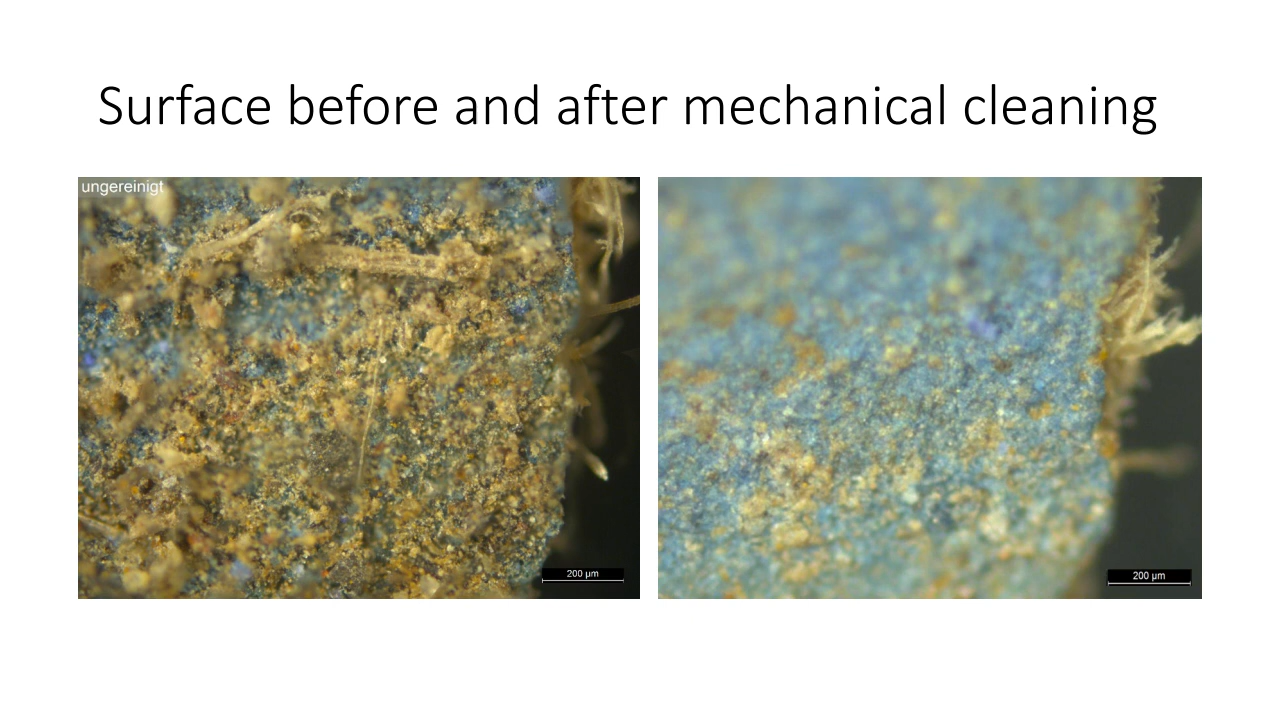 Surface before and after mechanical cleaning
ungereinigt
200 µm
200 µm